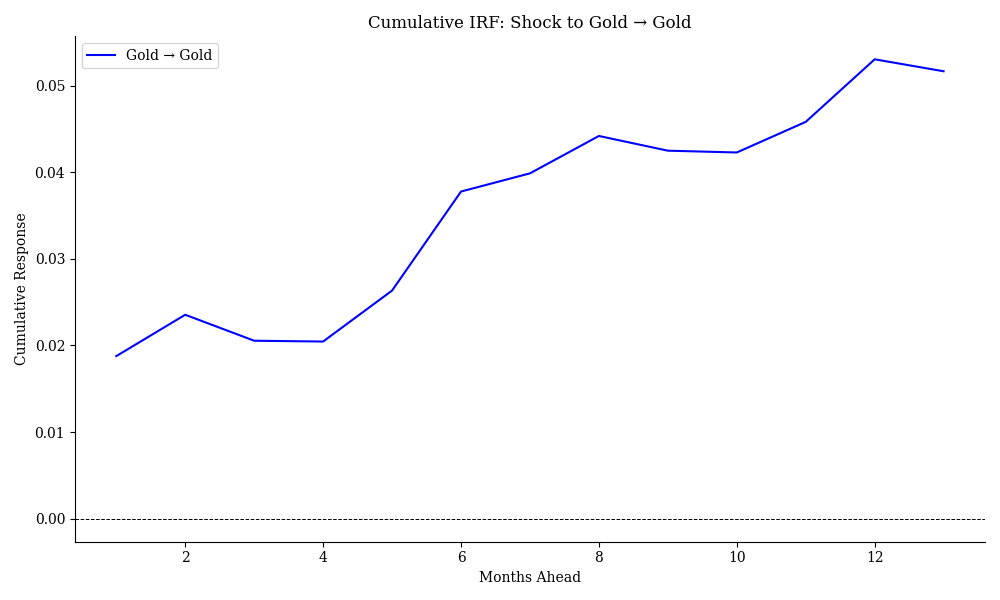 Cumulative IRF: Shock to Gold → Gold
Gold → Gold
Cumulative Response
0.05
0.04
0.03
0.02
0.01
0.00
2 4 6 8 10 12
Months Ahead